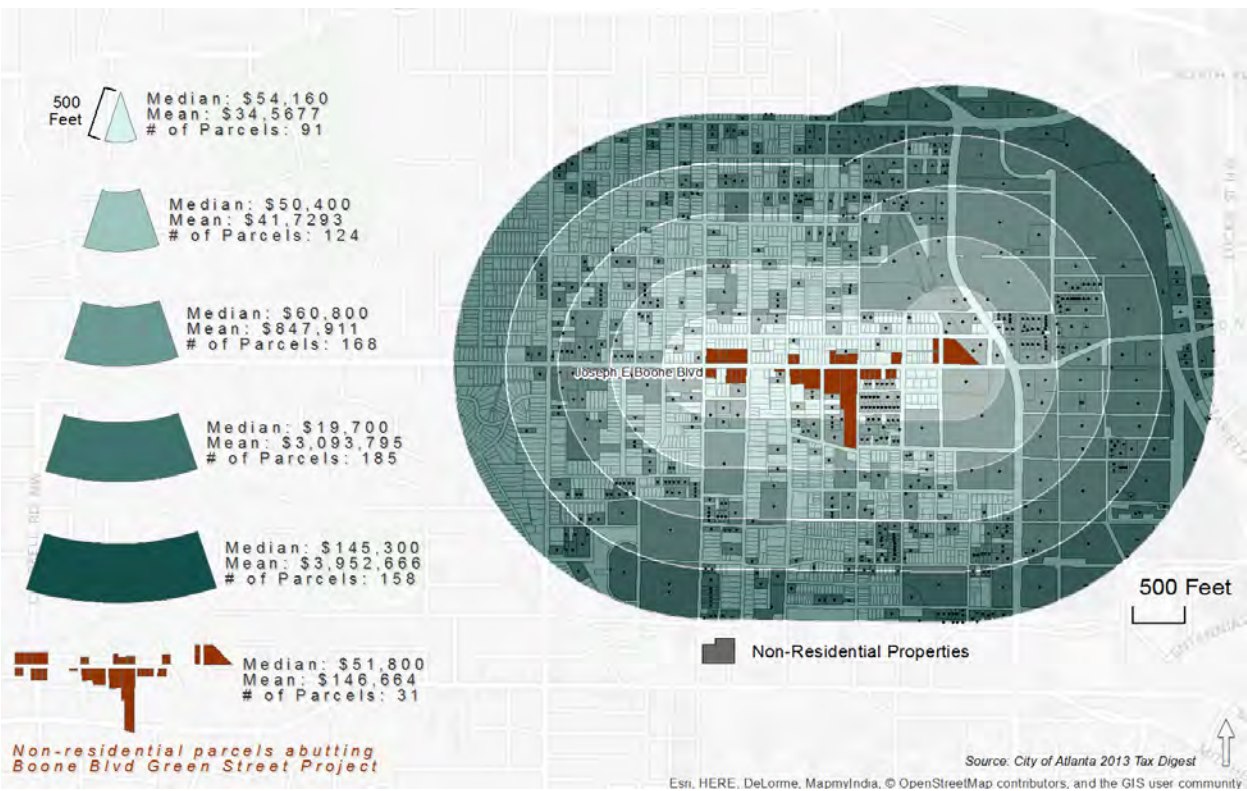 500
Feet
Median: $54,160
Mean: $34,5677
# of Parcels: 91
Median: $50,400
Mean: $41,7293
# of Parcels: 124
Median: $60,800
Mean: $847,911
# of Parcels: 168
Median: $19,700
Mean: $3,093,795
# of Parcels: 185
Median: $145,300
Mean: $3,952,666
# of Parcels: 158
Median: $51,800
Mean: $146,664
# of Parcels: 31
Non-residential parcels abutting
Boone Blvd Green Street Project
Joseph E Boone Blvd
500 Feet
Non-Residential Properties
Source: City of Atlanta 2013 Tax Digest
Esri, HERE, DeLorme, MapmyIndia, © OpenStreetMap contributors, and the GIS user community